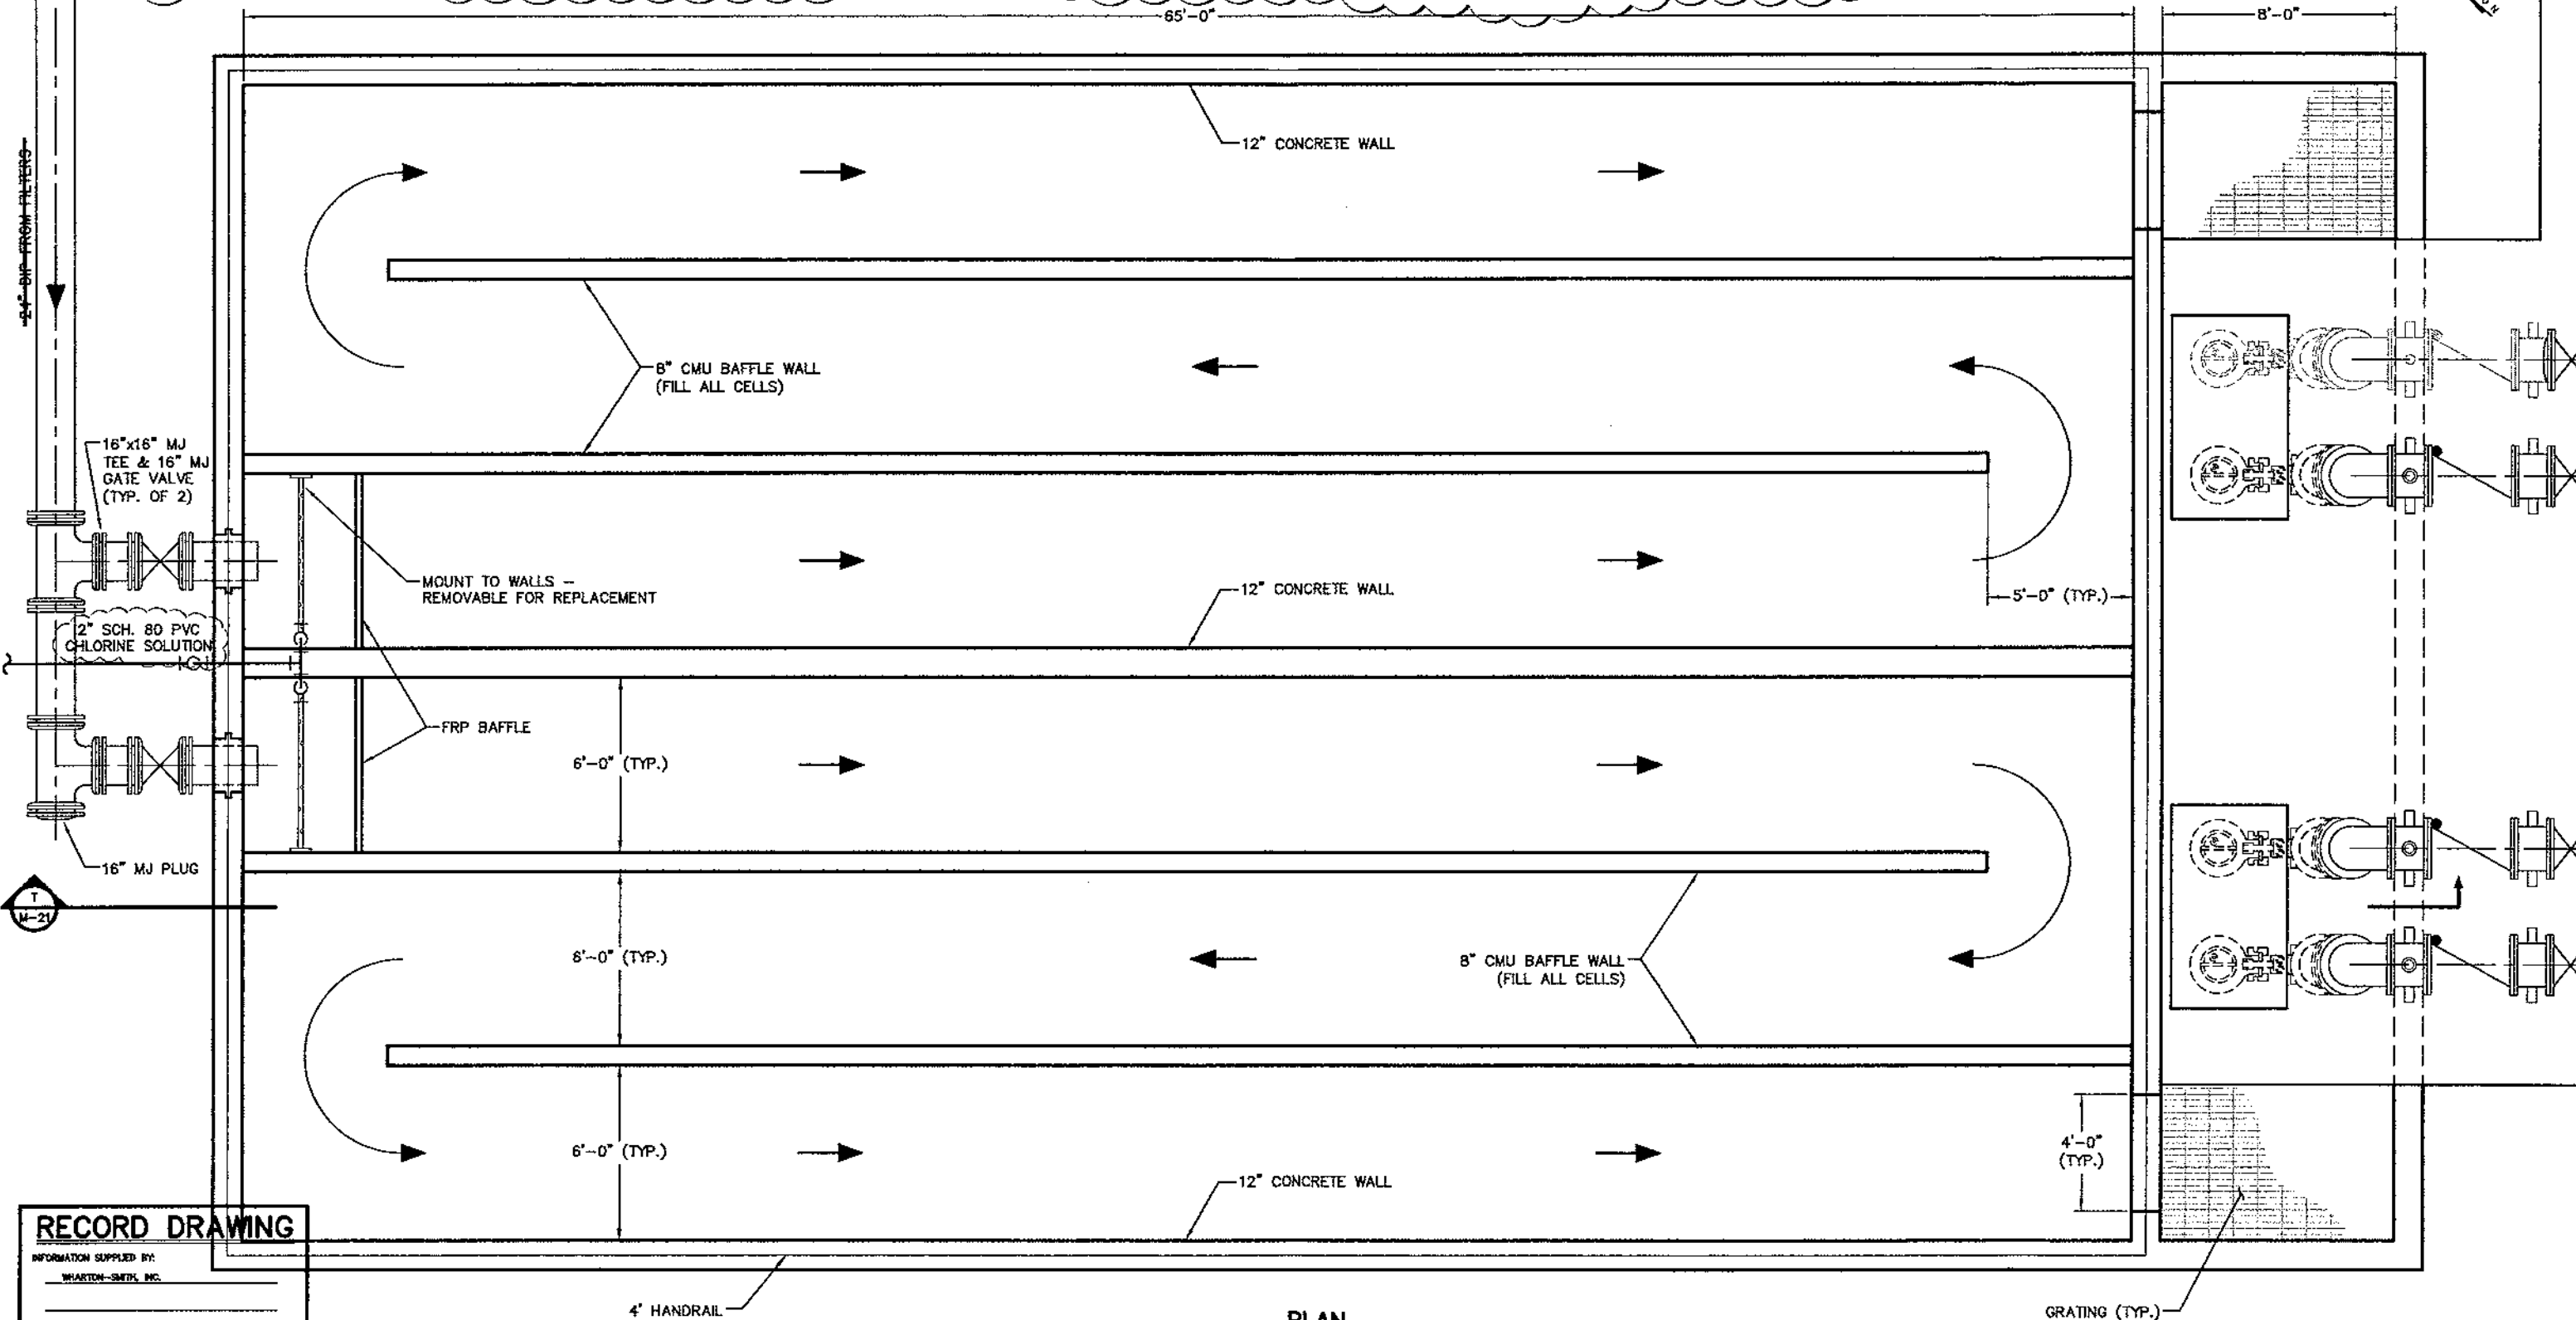 65'-0"
8'-0"
12" CONCRETE WALL
24" DIP FROM FILTERS
8" CMU BAFFLE WALL
(FILL ALL CELLS)
16"x16" MJ
TEE & 16" MJ
GATE VALVE
(TYP. OF 2)
MOUNT TO WALLS -
REMOVABLE FOR REPLACEMENT
12" CONCRETE WALL
5'-0" (TYP.)
2" SCH. 80 PVC
CHLORINE SOLUTION
FRP BAFFLE
6'-0" (TYP.)
16" MJ PLUG
T
M-21
6'-0" (TYP.)
8" CMU BAFFLE WALL
(FILL ALL CELLS)
6'-0" (TYP.)
4'-0"
(TYP.)
12" CONCRETE WALL
RECORD DRAWING
INFORMATION SUPPLIED BY:
WHARTON-SMITH, INC.
4' HANDRAIL
PLAN
GRATING (TYP.)